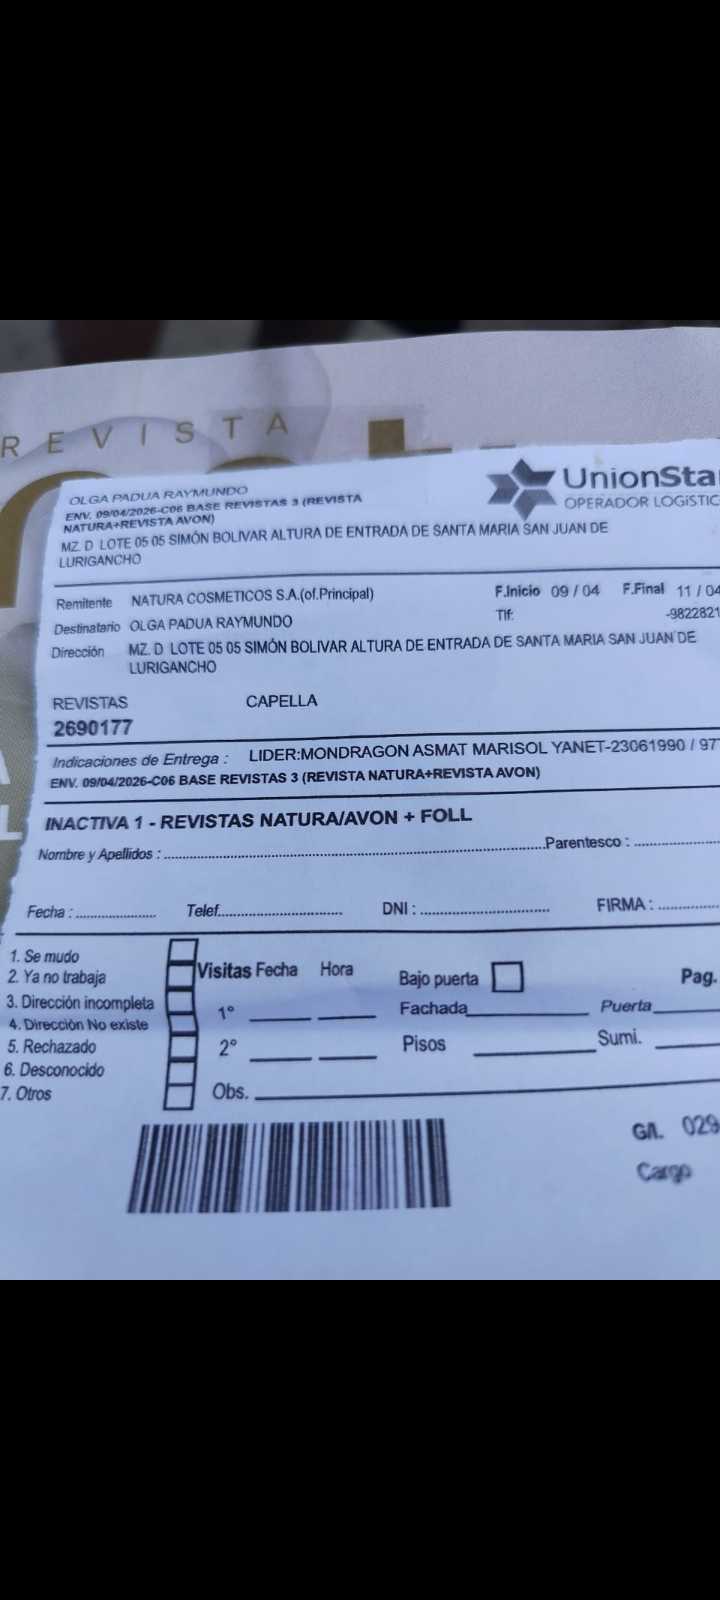 REVISTA
OLGA PADUA RAYMUNDO
ENV. 09/04/2026-C06 BASE REVISTAS 3 (REVISTA
NATURA+REVISTA AVON)
MZ. D LOTE 05 05 SIMÓN BOLIVAR ALTURA DE ENTRADA DE SANTA MARIA SAN JUAN DE
LURIGANCHO
UnionStar
OPERADOR LOGíSTIC
Remitente NATURA COSMETICOS S.A.(of.Principal) F.Inicio 09 / 04 F.Final 11 / 04
Destinatario OLGA PADUA RAYMUNDO Tlf: -9822821
Dirección MZ. D LOTE 05 05 SIMÓN BOLIVAR ALTURA DE ENTRADA DE SANTA MARIA SAN JUAN DE
LURIGANCHO
REVISTAS CAPELLA
2690177
Indicaciones de Entrega : LIDER:MONDRAGON ASMAT MARISOL YANET-23061990 / 97
ENV. 09/04/2026-C06 BASE REVISTAS 3 (REVISTA NATURA+REVISTA AVON)
INACTIVA 1 - REVISTAS NATURA/AVON + FOLL
Nombre y Apellidos : Parentesco :
Fecha : Telef. DNI : FIRMA :
1. Se mudo
2. Ya no trabaja
3. Dirección incompleta
4. Dirección No existe
5. Rechazado
6. Desconocido
7. Otros
Visitas Fecha Hora Bajo puerta Pag.
1° Fachada Puerta
2° Pisos Sumi.
Obs.
G/L. 029
Cargo